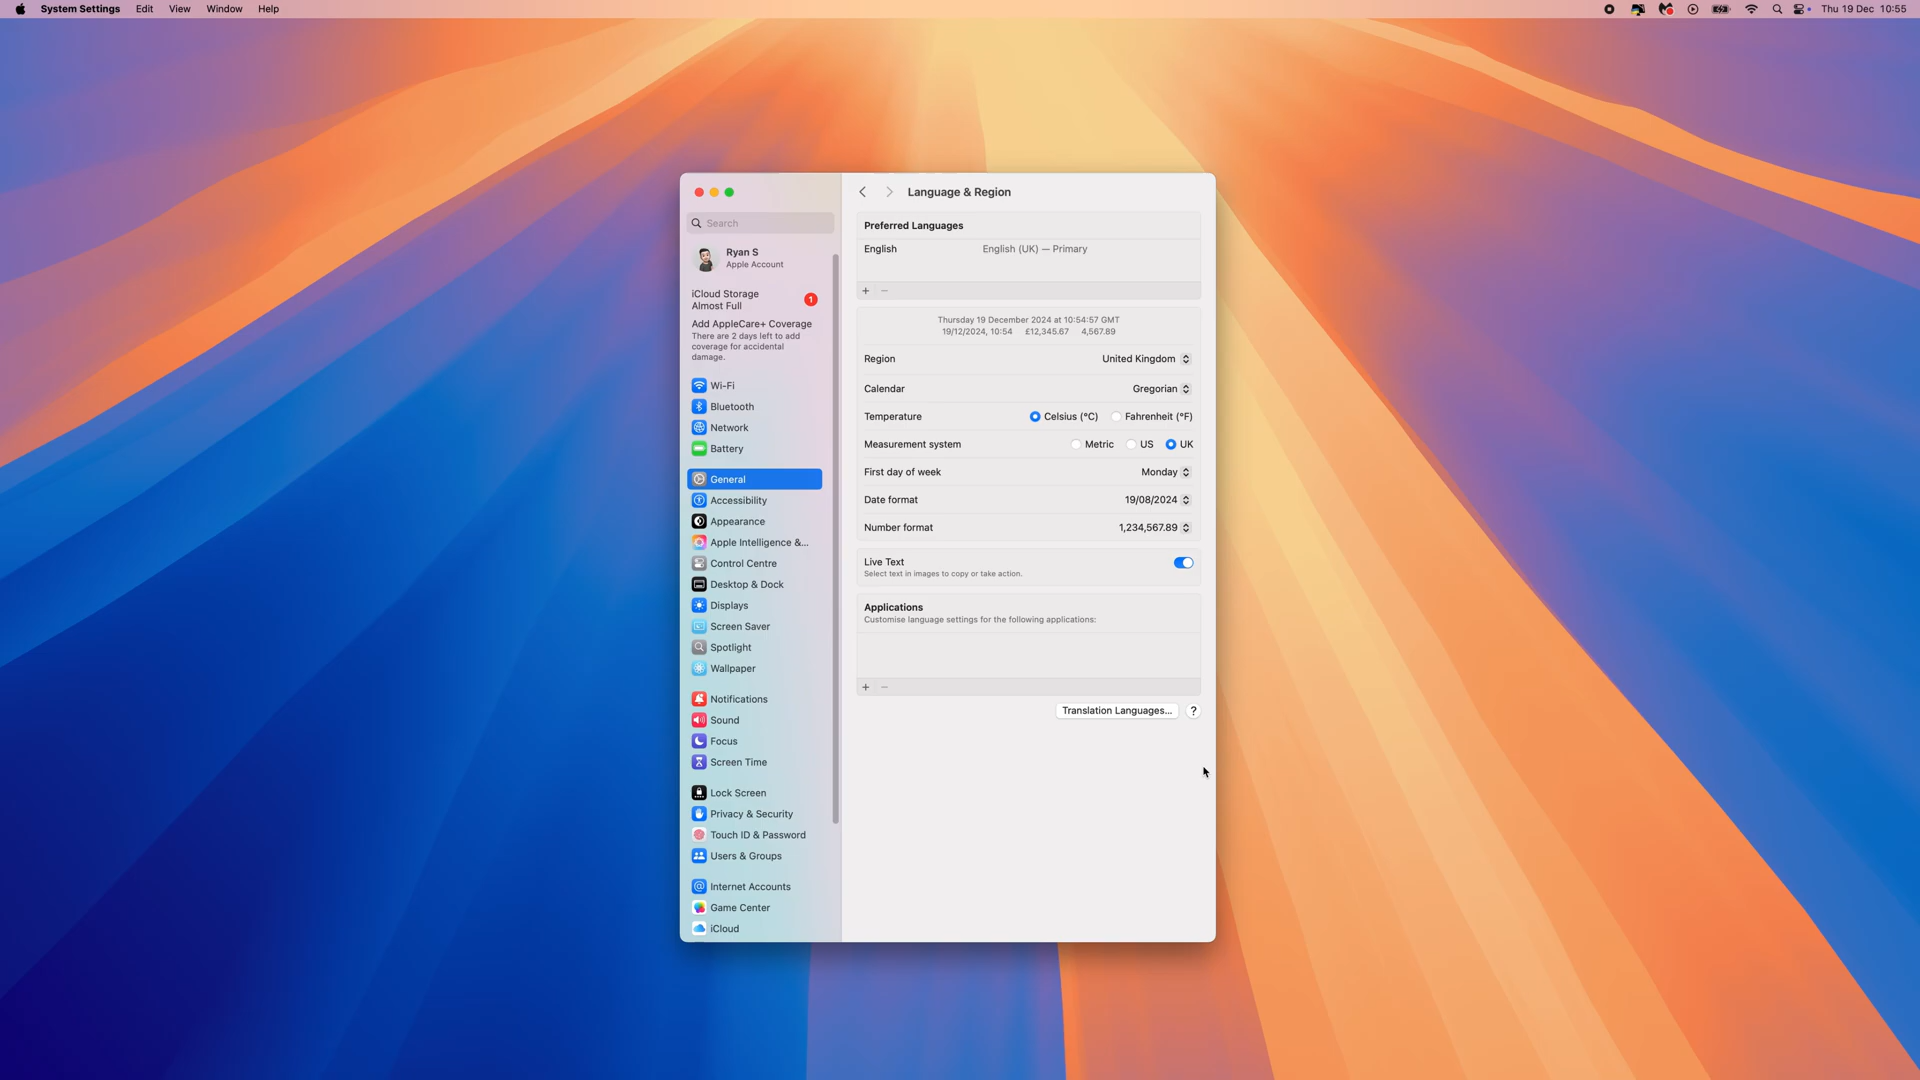 System Settings Edit View Window Help
Thu 19 Dec 10:55
Search
Ryan S
Apple Account
iCloud Storage
Almost Full
1
Add AppleCare+ Coverage
There are 2 days left to add
coverage for accidental
damage.
Wi-Fi
Bluetooth
Network
Battery
General
Accessibility
Appearance
Apple Intelligence &...
Control Centre
Desktop & Dock
Displays
Screen Saver
Spotlight
Wallpaper
Notifications
Sound
Focus
Screen Time
Lock Screen
Privacy & Security
Touch ID & Password
Users & Groups
Internet Accounts
Game Center
iCloud
Language & Region
Preferred Languages
English English (UK) — Primary
+ −
Thursday 19 December 2024 at 10:54:57 GMT
19/12/2024, 10:54 £12,345.67 4,567.89
Region United Kingdom
Calendar Gregorian
Temperature Celsius (°C) Fahrenheit (°F)
Measurement system Metric US UK
First day of week Monday
Date format 19/08/2024
Number format 1,234,567.89
Live Text
Select text in images to copy or take action.
Applications
Customise language settings for the following applications:
+ −
Translation Languages... ?